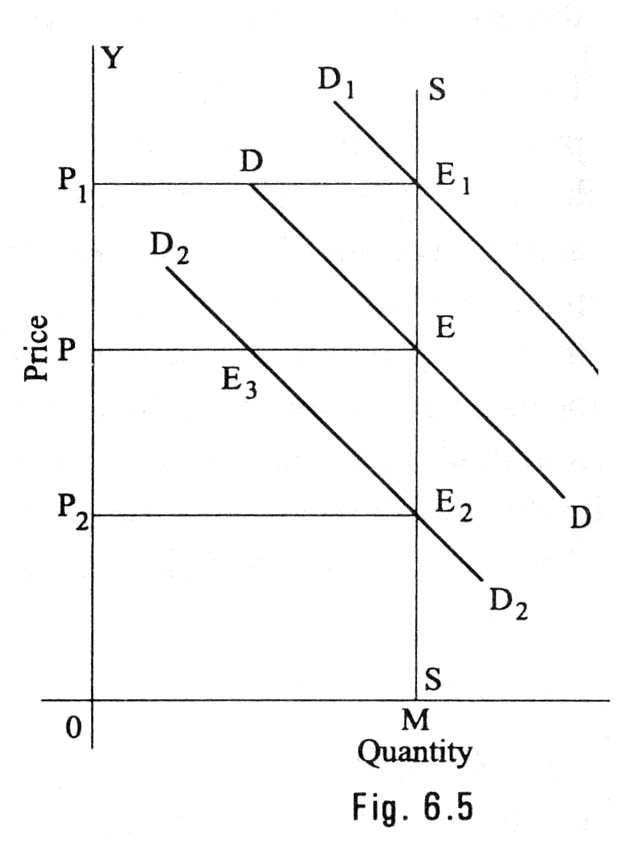 Y
D1
S
D
P1
E1
D2
E
Price
P
E3
P2
E2
D
D2
S
0
M
Quantity
Fig. 6.5